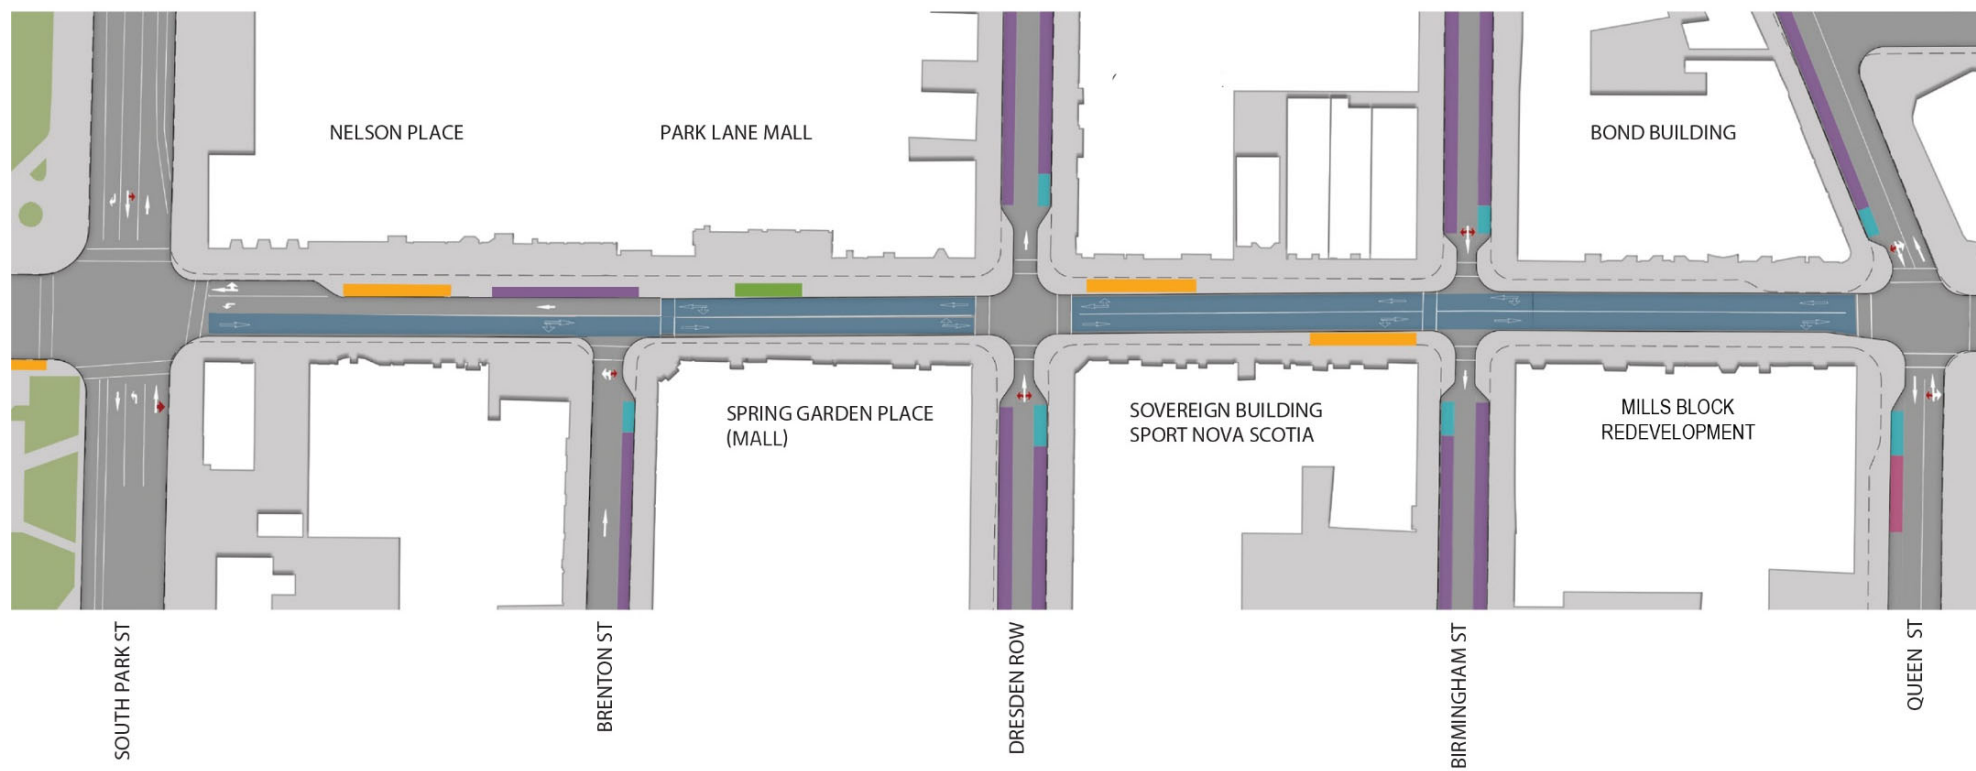 NELSON PLACE
PARK LANE MALL
BOND BUILDING
SPRING GARDEN PLACE
(MALL)
SOVEREIGN BUILDING
SPORT NOVA SCOTIA
MILLS BLOCK
REDEVELOPMENT
SOUTH PARK ST
BRENTON ST
DRESDEN ROW
BIRMINGHAM ST
QUEEN ST